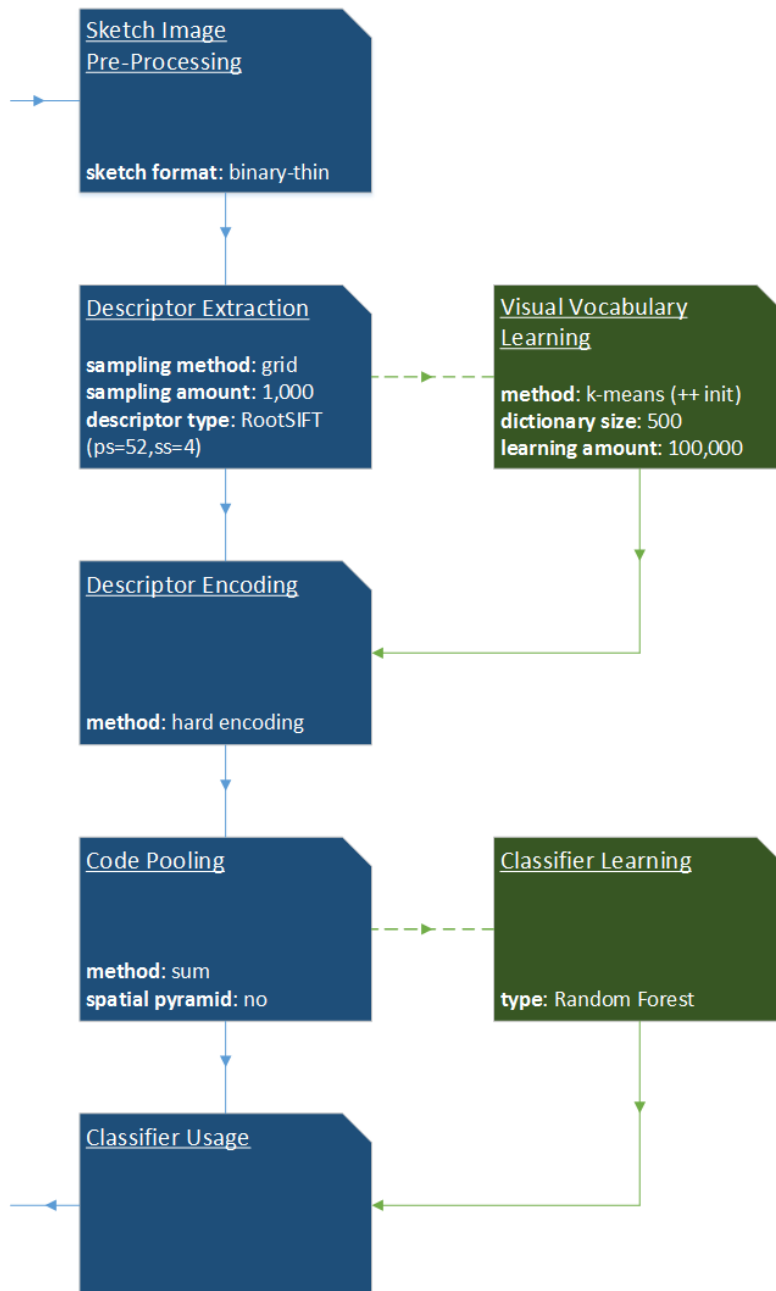 Sketch Image
Pre-Processing
sketch format: binary-thin
Descriptor Extraction
sampling method: grid
sampling amount: 1,000
descriptor type: RootSIFT
(ps=52,ss=4)
Visual Vocabulary
Learning
method: k-means (++ init)
dictionary size: 500
learning amount: 100,000
Descriptor Encoding
method: hard encoding
Code Pooling
method: sum
spatial pyramid: no
Classifier Learning
type: Random Forest
Classifier Usage